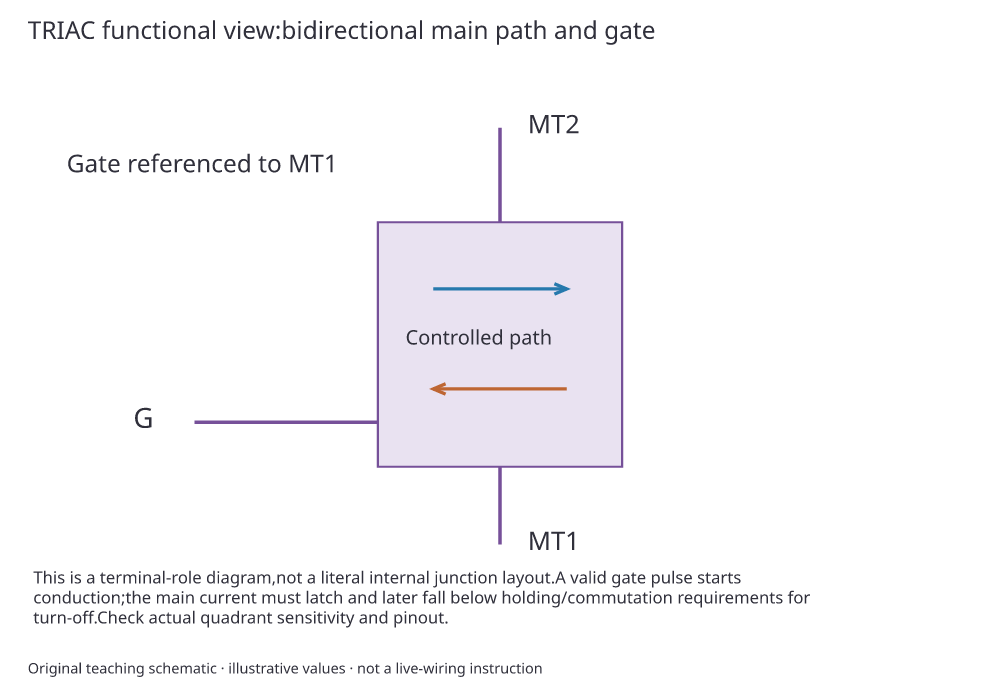 TRIAC functional view:bidirectional main path and gate
MT2
Gate referenced to MT1
Controlled path
G
MT1
This is a terminal-role diagram,not a literal internal junction layout.A valid gate pulse starts
conduction;the main current must latch and later fall below holding/commutation requirements for
turn-off.Check actual quadrant sensitivity and pinout.
Original teaching schematic · illustrative values · not a live-wiring instruction